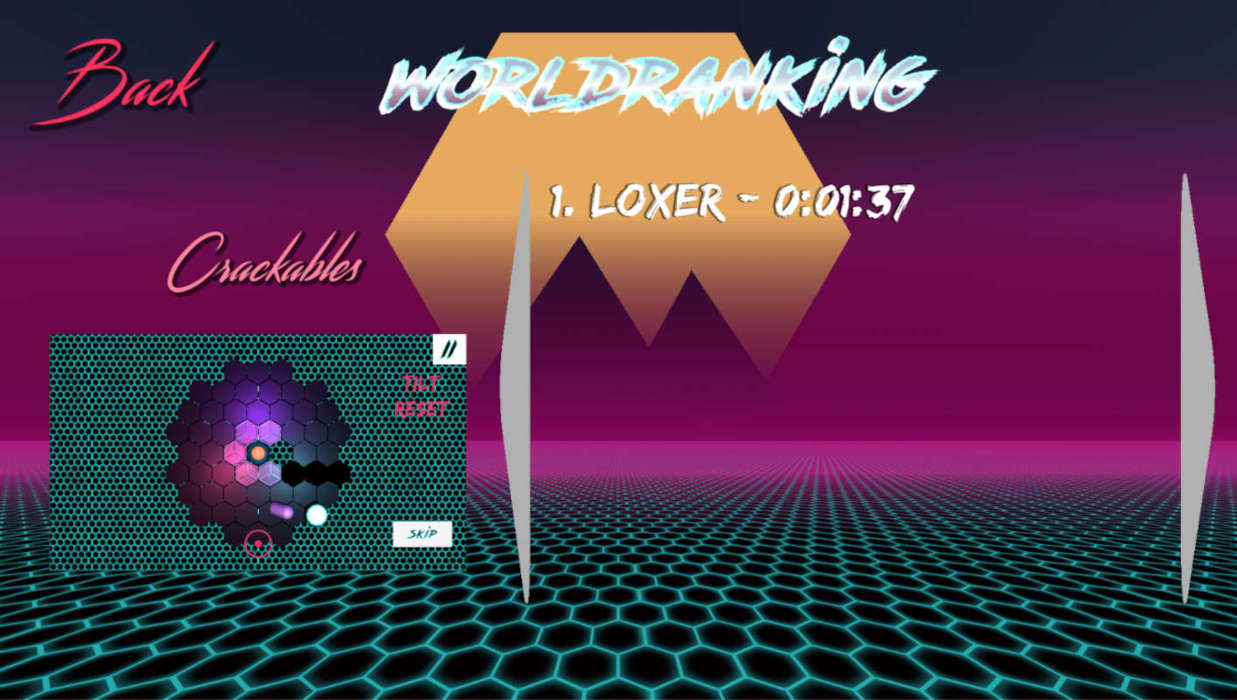 Back
WORLDRANKING
1. LOXER - 0:01:37
Crackables
TILT
RESET
SKIP